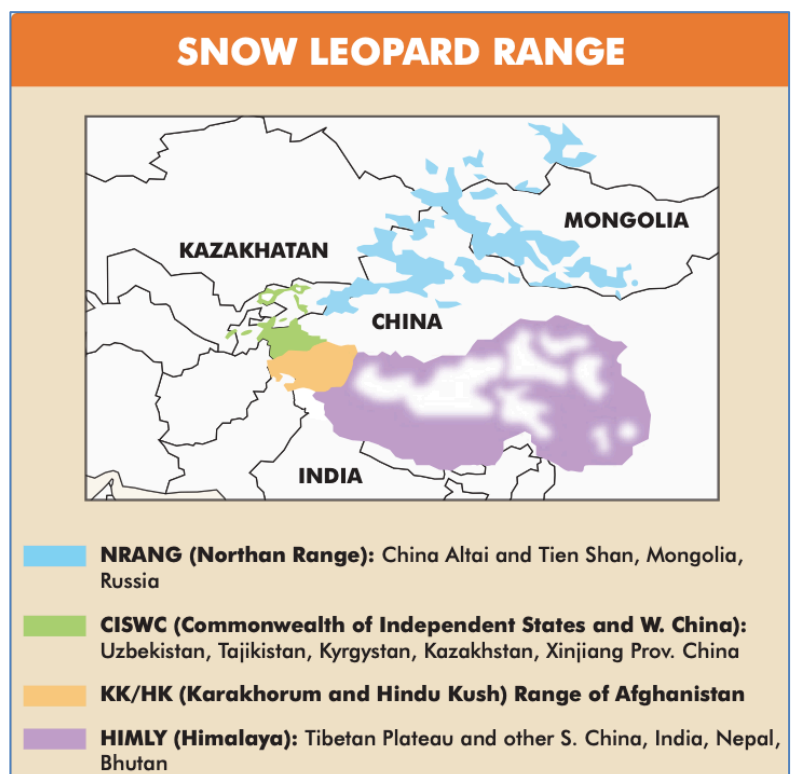 SNOW LEOPARD RANGE
MONGOLIA
KAZAKHATAN
CHINA
INDIA
NRANG (Northan Range): China Altai and Tien Shan, Mongolia,
Russia
CISWC (Commonwealth of Independent States and W. China):
Uzbekistan, Tajikistan, Kyrgystan, Kazakhstan, Xinjiang Prov. China
KK/HK (Karakhorum and Hindu Kush) Range of Afghanistan
HIMLY (Himalaya): Tibetan Plateau and other S. China, India, Nepal,
Bhutan